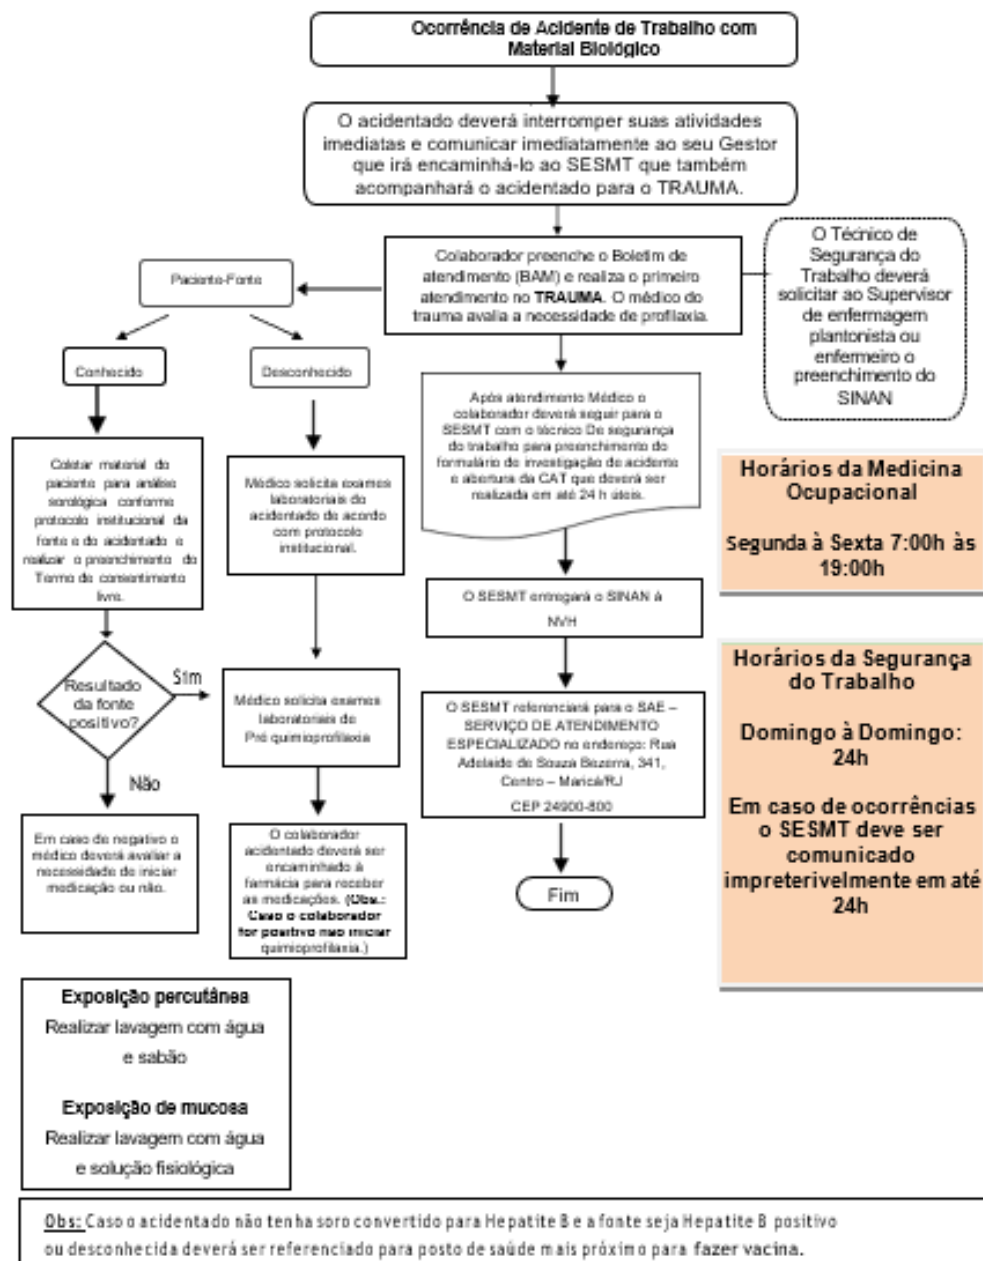 Ocorrência de Acidente de Trabalho com
Material Biológico
O acidentado deverá interromper suas atividades
imediatas e comunicar imediatamente ao seu Gestor
que irá encaminhá-lo ao SESMT que também
acompanhará o acidentado para o TRAUMA.
Colaborador preenche o Boletim de
atendimento (BAM) e realiza o primeiro
atendimento no TRAUMA. O médico do
trauma avalia a necessidade de profilaxia.
O Técnico de
Segurança do
Trabalho deverá
solicitar ao Supervisor
de enfermagem
plantonista ou
enfermeiro o
preenchimento do
SINAN
Paciente-Fonte
Conhecido
Desconhecido
Coletar material do
paciente para análise
sorológica conforme
protocolo institucional da
fonte e do acidentado e
realizar o preenchimento do
Termo de consentimento
livre.
Médico solicita exames
laboratoriais do
acidentado de acordo
com protocolo
institucional.
Após atendimento Médico o
colaborador deverá seguir para o
SESMT com o técnico De segurança
do trabalho para preenchimento do
formulário de investigação de acidente
e abertura da CAT que deverá ser
realizada em até 24 h úteis.
Horários da Medicina
Ocupacional
Segunda à Sexta 7:00h às
19:00h
O SESMT entregará o SINAN à
NVH
Resultado
da fonte
positivo?
Sim
Não
Médico solicita exames
laboratoriais de
Pré quimioprofilaxia
O SESMT referenciará para o SAE –
SERVIÇO DE ATENDIMENTO
ESPECIALIZADO no endereço: Rua
Adelaide de Souza Bezerra, 341,
Centro – Maricá/RJ
CEP 24900-800
Horários da Segurança
do Trabalho
Domingo à Domingo:
24h
Em caso de ocorrências
o SESMT deve ser
comunicado
impreterivelmente em até
24h
Em caso de negativo o
médico deverá avaliar a
necessidade de iniciar
medicação ou não.
O colaborador
acidentado deverá ser
encaminhado à
farmácia para receber
as medicações. (Obs.:
Caso o colaborador
for positivo não iniciar
quimioprofilaxia.)
Fim
Exposição percutânea
Realizar lavagem com água
e sabão
Exposição de mucosa
Realizar lavagem com água
e solução fisiológica
Obs: Caso o acidentado não tenha soro convertido para Hepatite B e a fonte seja Hepatite B positivo
ou desconhecida deverá ser referenciado para posto de saúde mais próximo para fazer vacina.